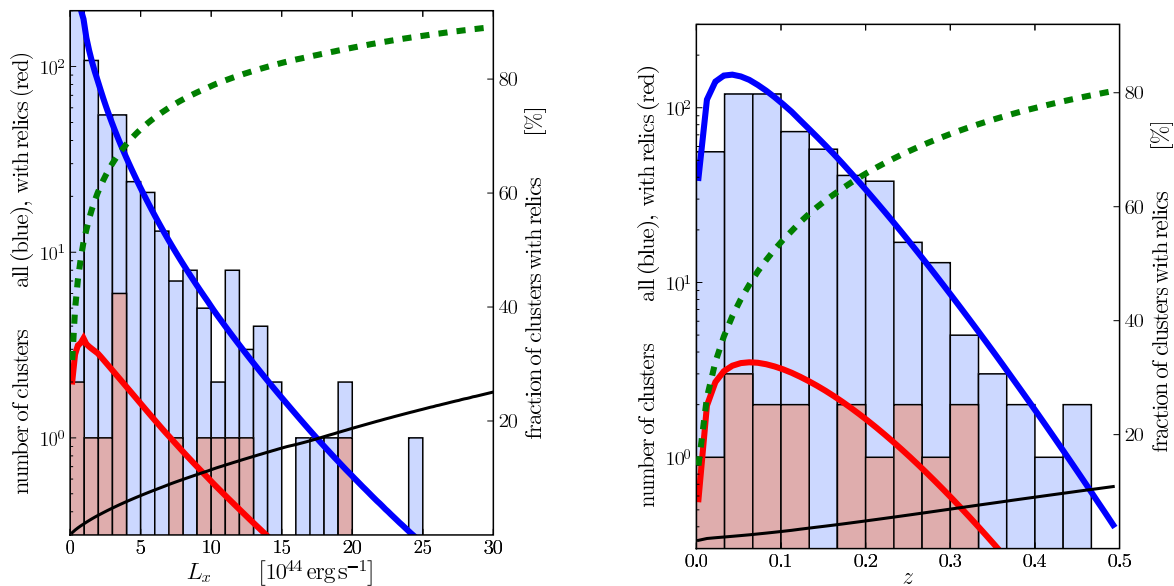 number of clusters all (blue), with relics (red)
10²
10¹
10⁰
0 5 10 15 20 25 30
Lₓ [10⁴⁴ erg s⁻¹]
80
60
40
20
fraction of clusters with relics [%]
number of clusters all (blue), with relics (red)
10²
10¹
10⁰
0.0 0.1 0.2 0.3 0.4 0.5
z
80
60
40
20
fraction of clusters with relics [%]